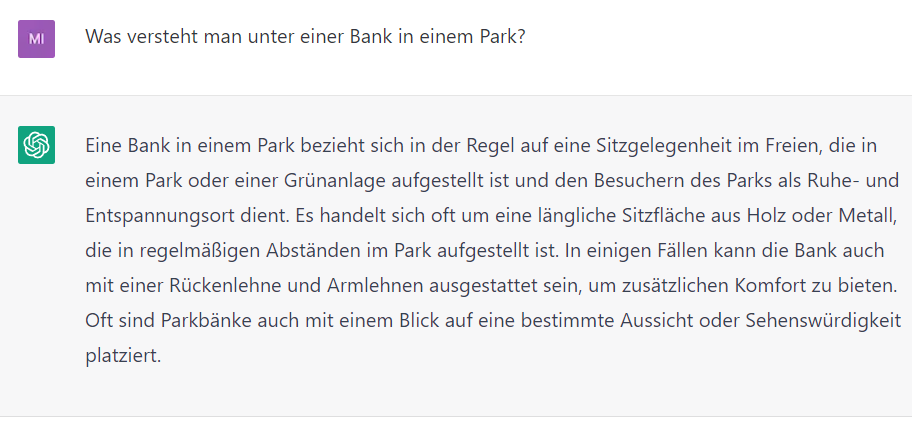 MI
Was versteht man unter einer Bank in einem Park?
Eine Bank in einem Park bezieht sich in der Regel auf eine Sitzgelegenheit im Freien, die in
einem Park oder einer Grünanlage aufgestellt ist und den Besuchern des Parks als Ruhe- und
Entspannungsort dient. Es handelt sich oft um eine längliche Sitzfläche aus Holz oder Metall,
die in regelmäßigen Abständen im Park aufgestellt ist. In einigen Fällen kann die Bank auch
mit einer Rückenlehne und Armlehnen ausgestattet sein, um zusätzlichen Komfort zu bieten.
Oft sind Parkbänke auch mit einem Blick auf eine bestimmte Aussicht oder Sehenswürdigkeit
platziert.